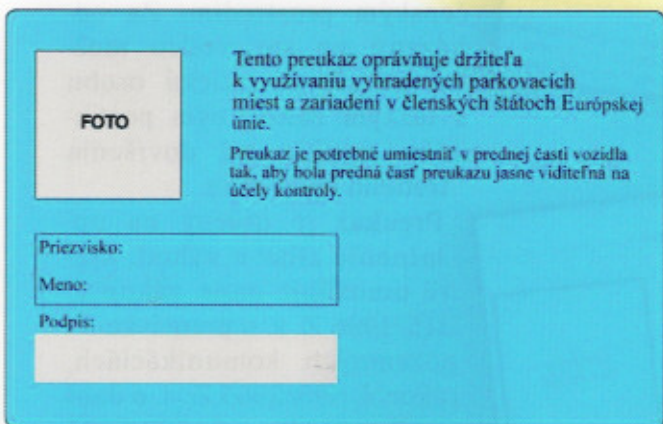 FOTO
Tento preukaz oprávňuje držiteľa
k využívaniu vyhradených parkovacích
miest a zariadení v členských štátoch Európskej
únie.
Preukaz je potrebné umiestniť v prednej časti vozidla
tak, aby bola predná časť preukazu jasne viditeľná na
účely kontroly.
Priezvisko:
Meno:
Podpis: